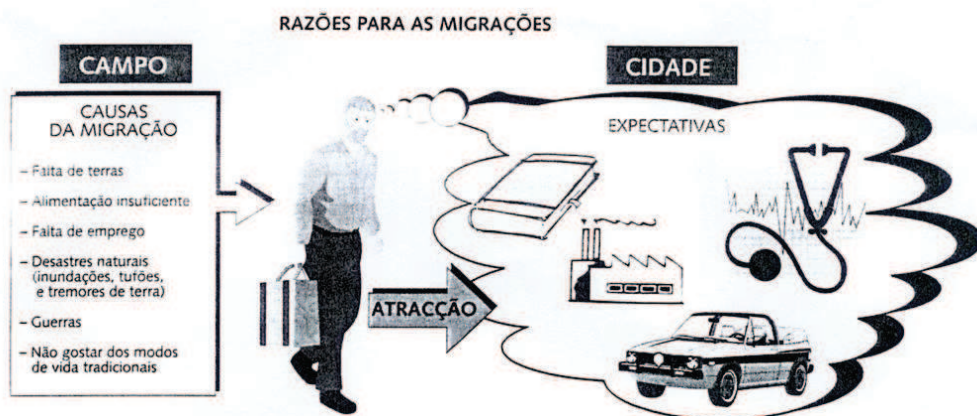 RAZÕES PARA AS MIGRAÇÕES
CAMPO
CAUSAS
DA MIGRAÇÃO
– Falta de terras
– Alimentação insuficiente
– Falta de emprego
– Desastres naturais
(inundações, tufões,
e tremores de terra)
– Guerras
– Não gostar dos modos
de vida tradicionais
ATRACÇÃO
CIDADE
EXPECTATIVAS